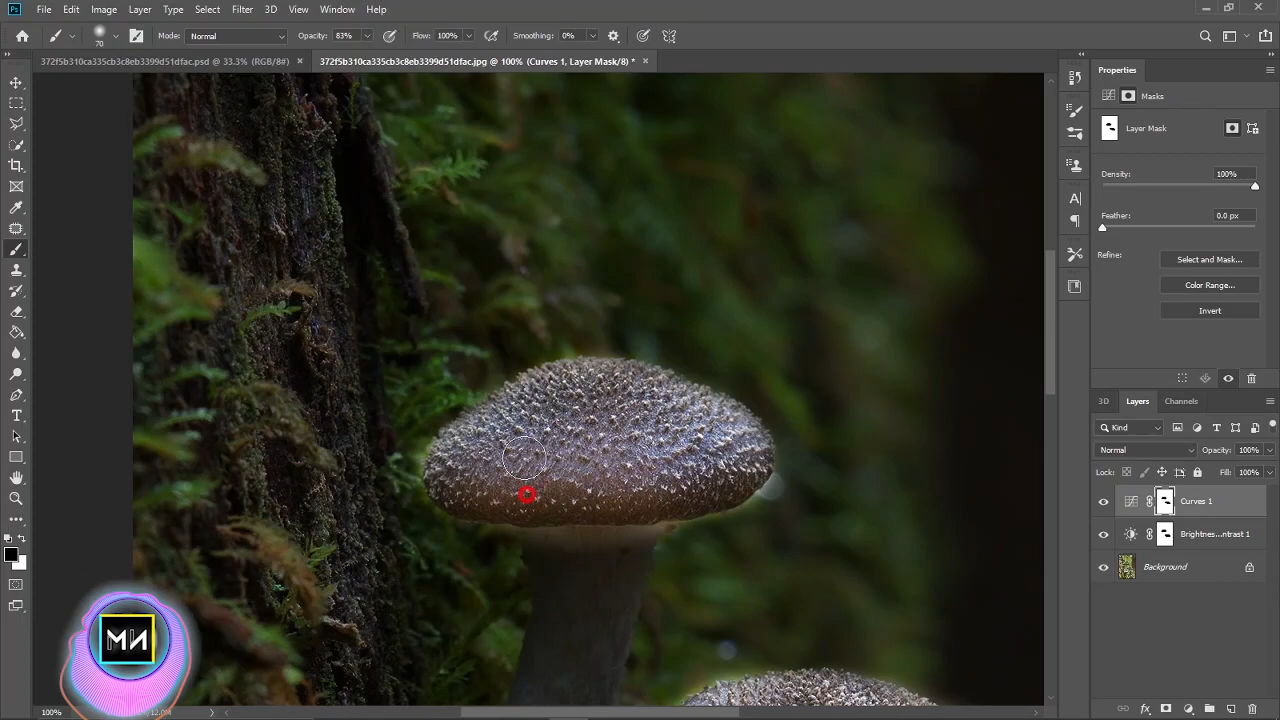 Ps File Edit Image Layer Type Select Filter 3D View Window Help
70 Mode: Normal Opacity: 83% Flow: 100% Smoothing: 0%
372f5b310ca335cb3c8eb3399d51dfac.psd @ 33.3% (RGB/8#) × 372f5b310ca335cb3c8eb3399d51dfac.jpg @ 100% (Curves 1, Layer Mask/8) * ×
Properties
Masks
Layer Mask
Density: 100%
Feather: 0.0 px
Refine: Select and Mask...
Color Range...
Invert
3D Layers Channels
Kind
Normal Opacity: 100%
Lock: Fill: 100%
Curves 1
Brightnes...ntrast 1
Background
МИ
100%